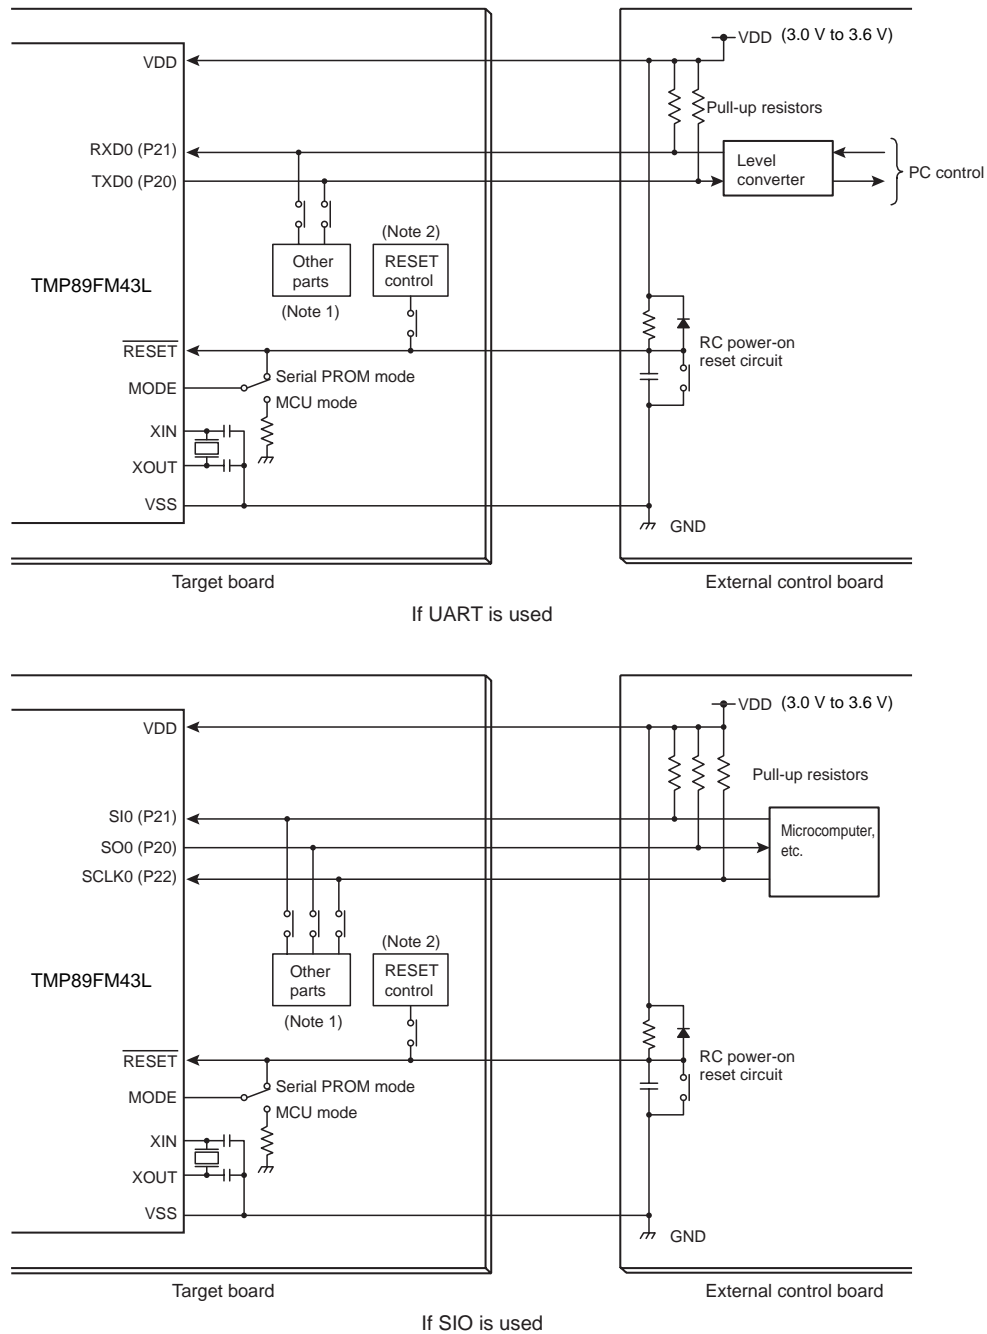 VDD (3.0 V to 3.6 V)
VDD
Pull-up resistors
RXD0 (P21)
TXD0 (P20)
Level
converter
PC control
(Note 2)
Other
parts
RESET
control
TMP89FM43L
(Note 1)
RESET
RC power-on
reset circuit
Serial PROM mode
MODE
MCU mode
XIN
XOUT
VSS
GND
Target board
External control board
If UART is used
VDD (3.0 V to 3.6 V)
VDD
Pull-up resistors
SI0 (P21)
SO0 (P20)
SCLK0 (P22)
Microcomputer,
etc.
(Note 2)
Other
parts
RESET
control
TMP89FM43L
(Note 1)
RESET
RC power-on
reset circuit
Serial PROM mode
MODE
MCU mode
XIN
XOUT
VSS
GND
Target board
External control board
If SIO is used